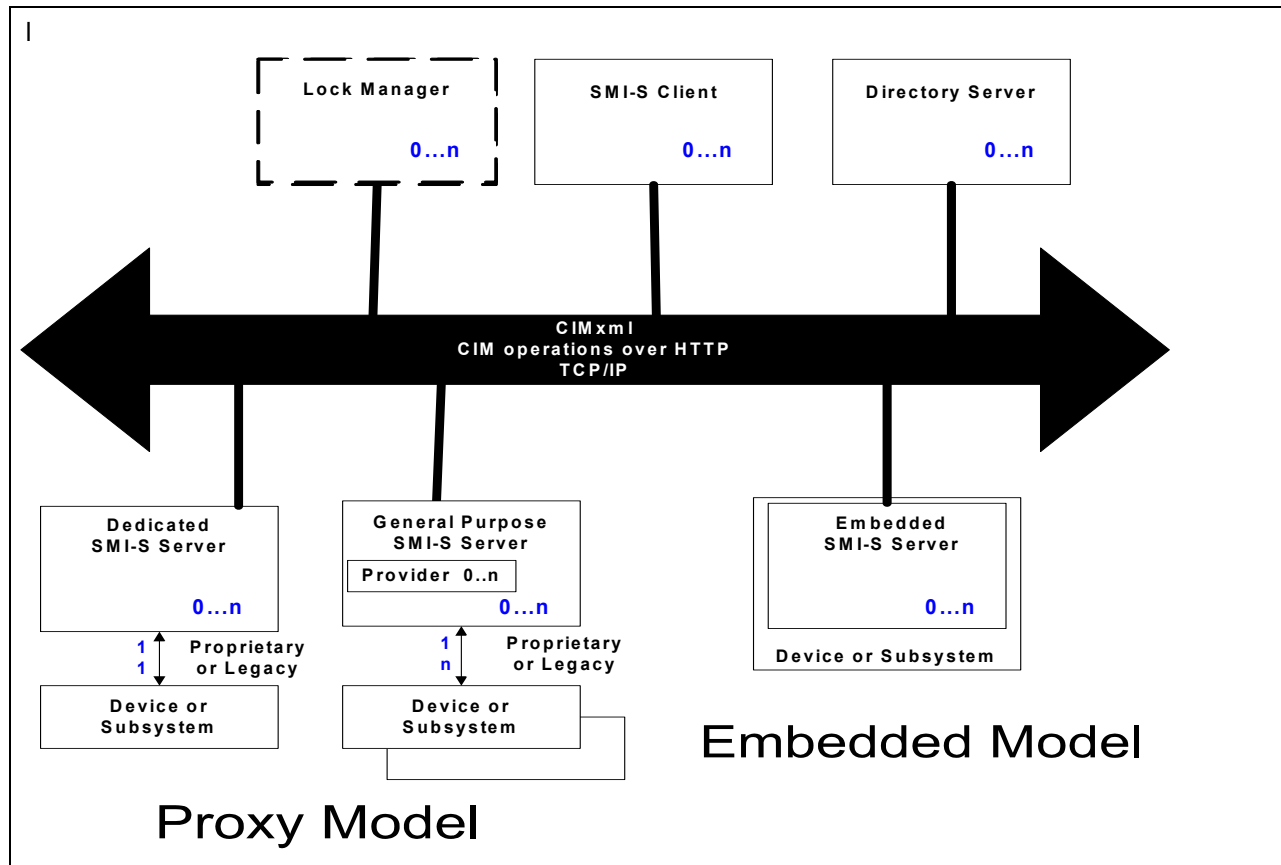 |
Lock Manager
0...n
SMI-S Client
0...n
Directory Server
0...n
CIMxml
CIM operations over HTTP
TCP/IP
Dedicated
SMI-S Server
0...n
1
1
Proprietary
or Legacy
Device or
Subsystem
General Purpose
SMI-S Server
Provider 0..n
0...n
1
n
Proprietary
or Legacy
Device or
Subsystem
Embedded
SMI-S Server
0...n
Device or Subsystem
Proxy Model
Embedded Model